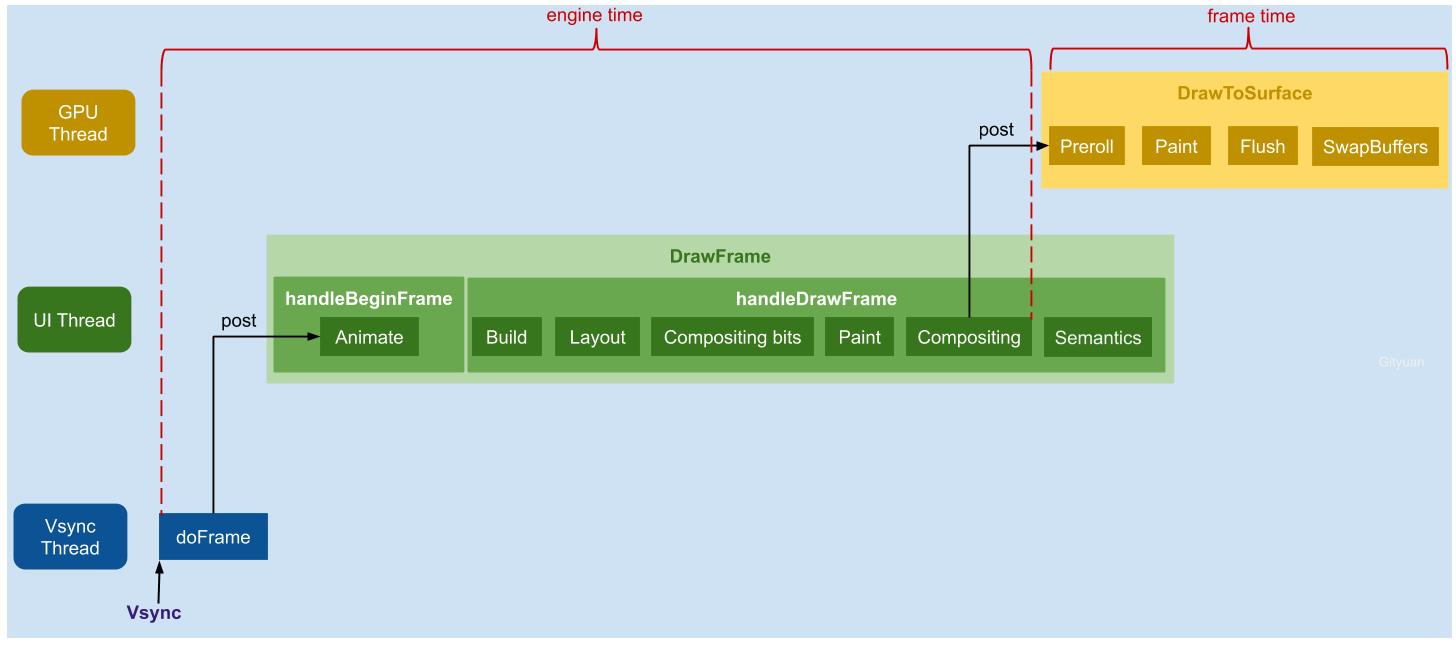 engine time
frame time
GPU
Thread
DrawToSurface
post
Preroll
Paint
Flush
SwapBuffers
DrawFrame
UI Thread
post
handleBeginFrame
Animate
handleDrawFrame
Build
Layout
Compositing bits
Paint
Compositing
Semantics
Gityuan
Vsync
Thread
doFrame
Vsync